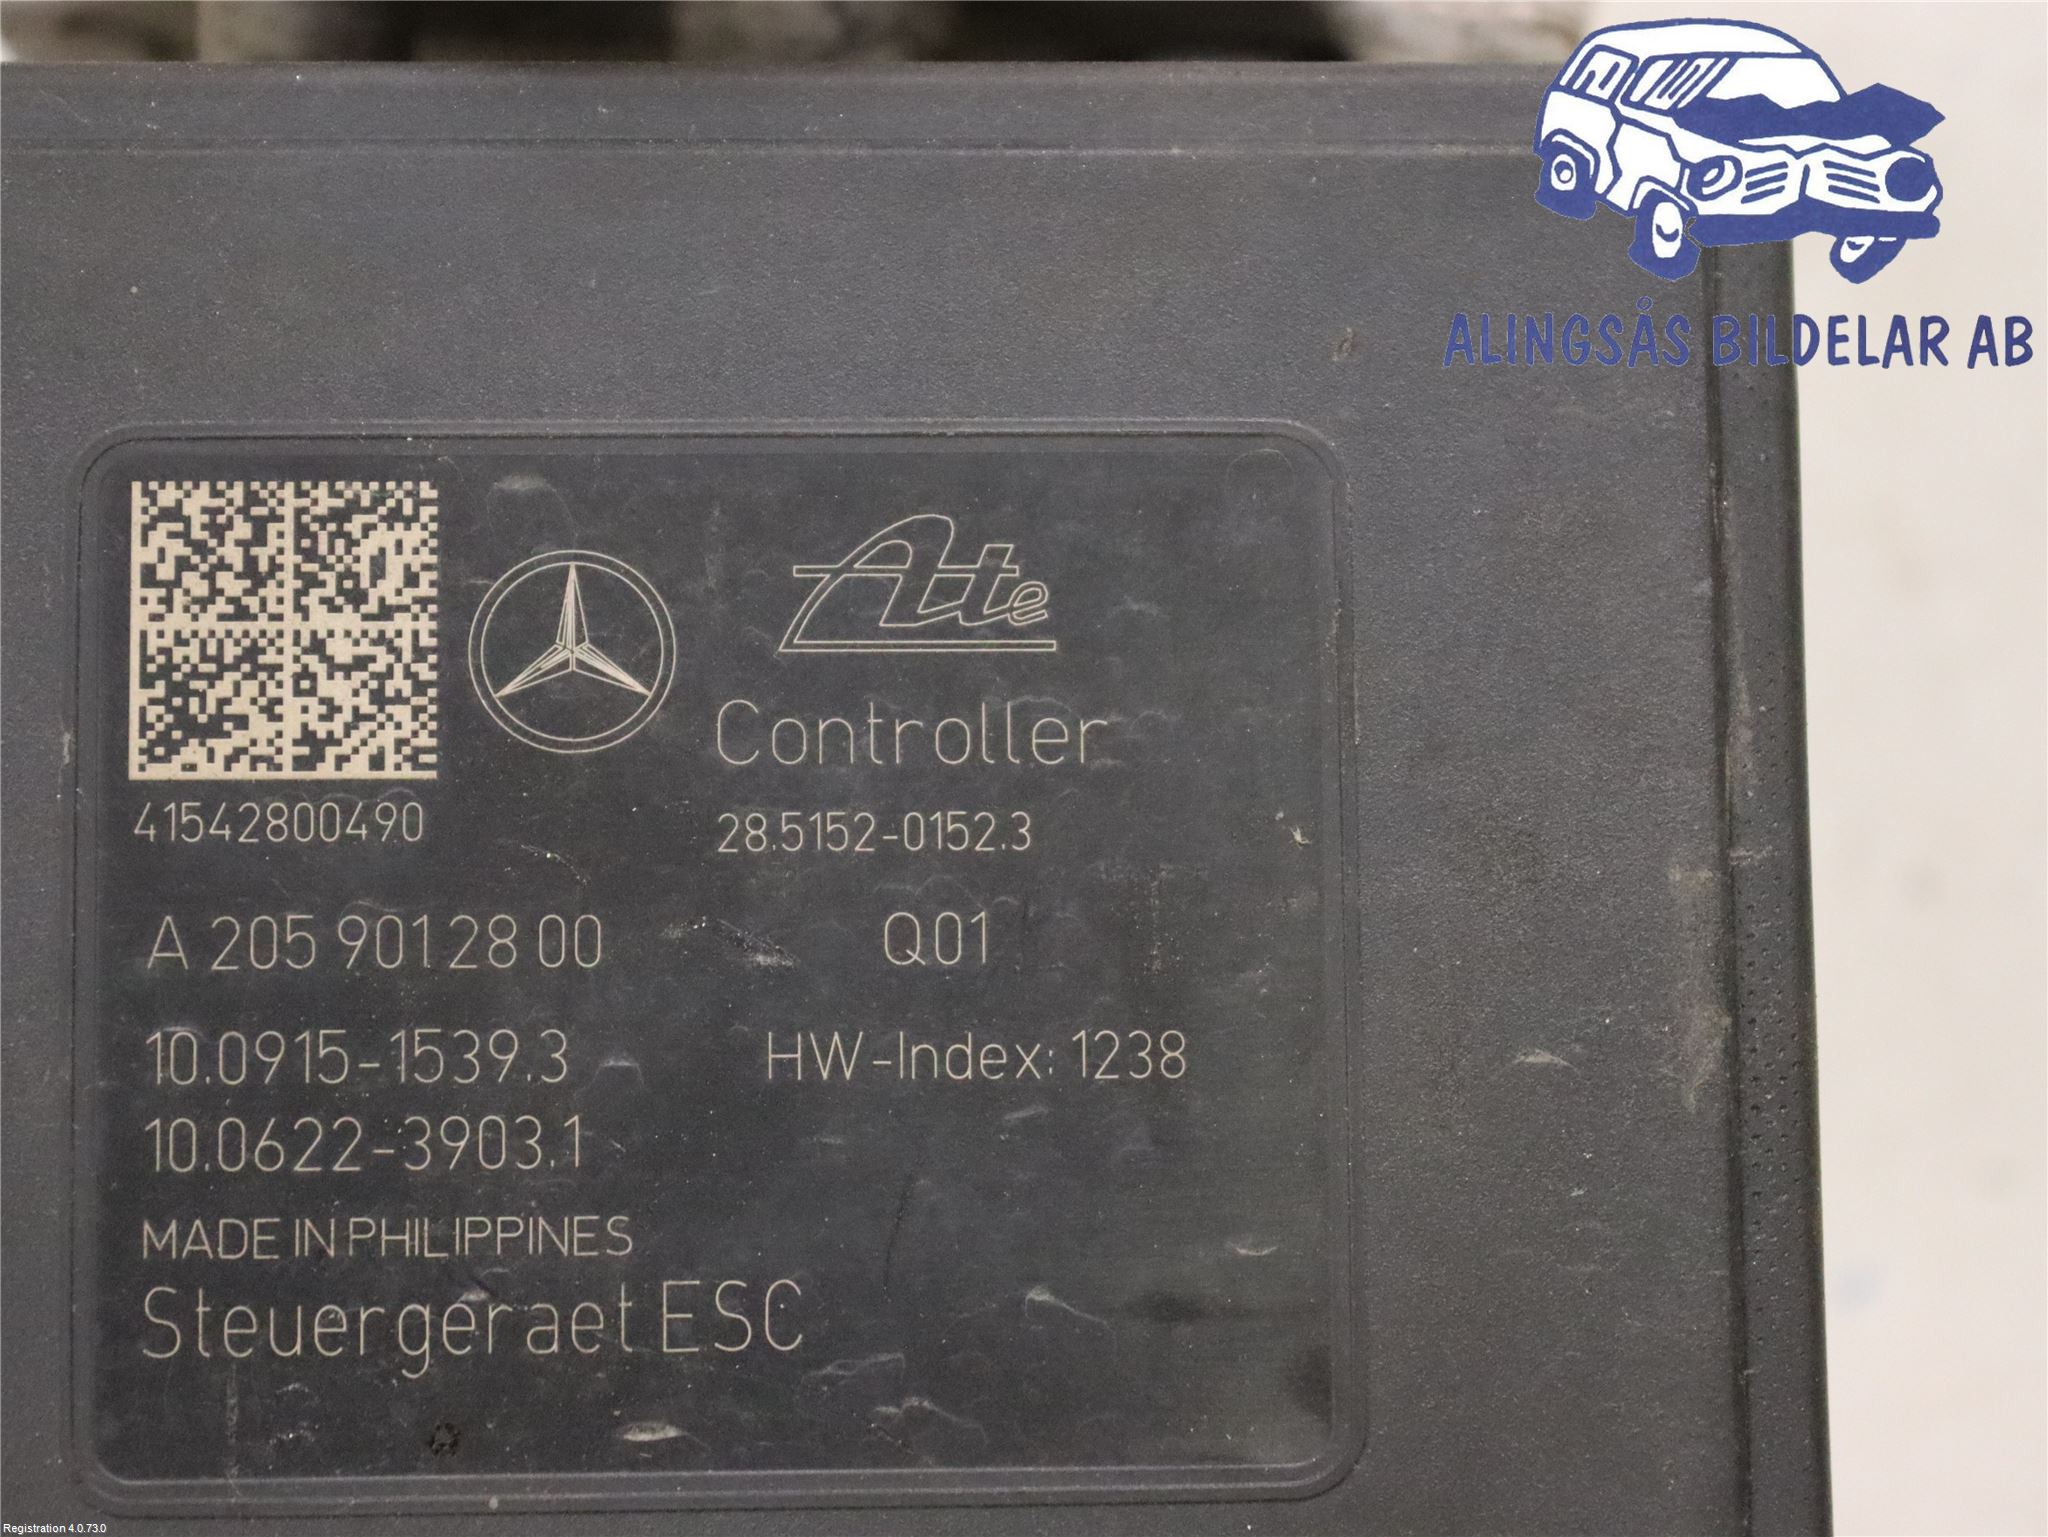 ALINGSÅS BILDELAR AB
Ate
Controller
41542800490
28.5152-0152.3
A 205 901 28 00
Q01
10.0915-1539.3
HW-Index: 1238
10.0622-3903.1
MADE IN PHILIPPINES
Steuergeraet ESC
Registration 4.0.73.0